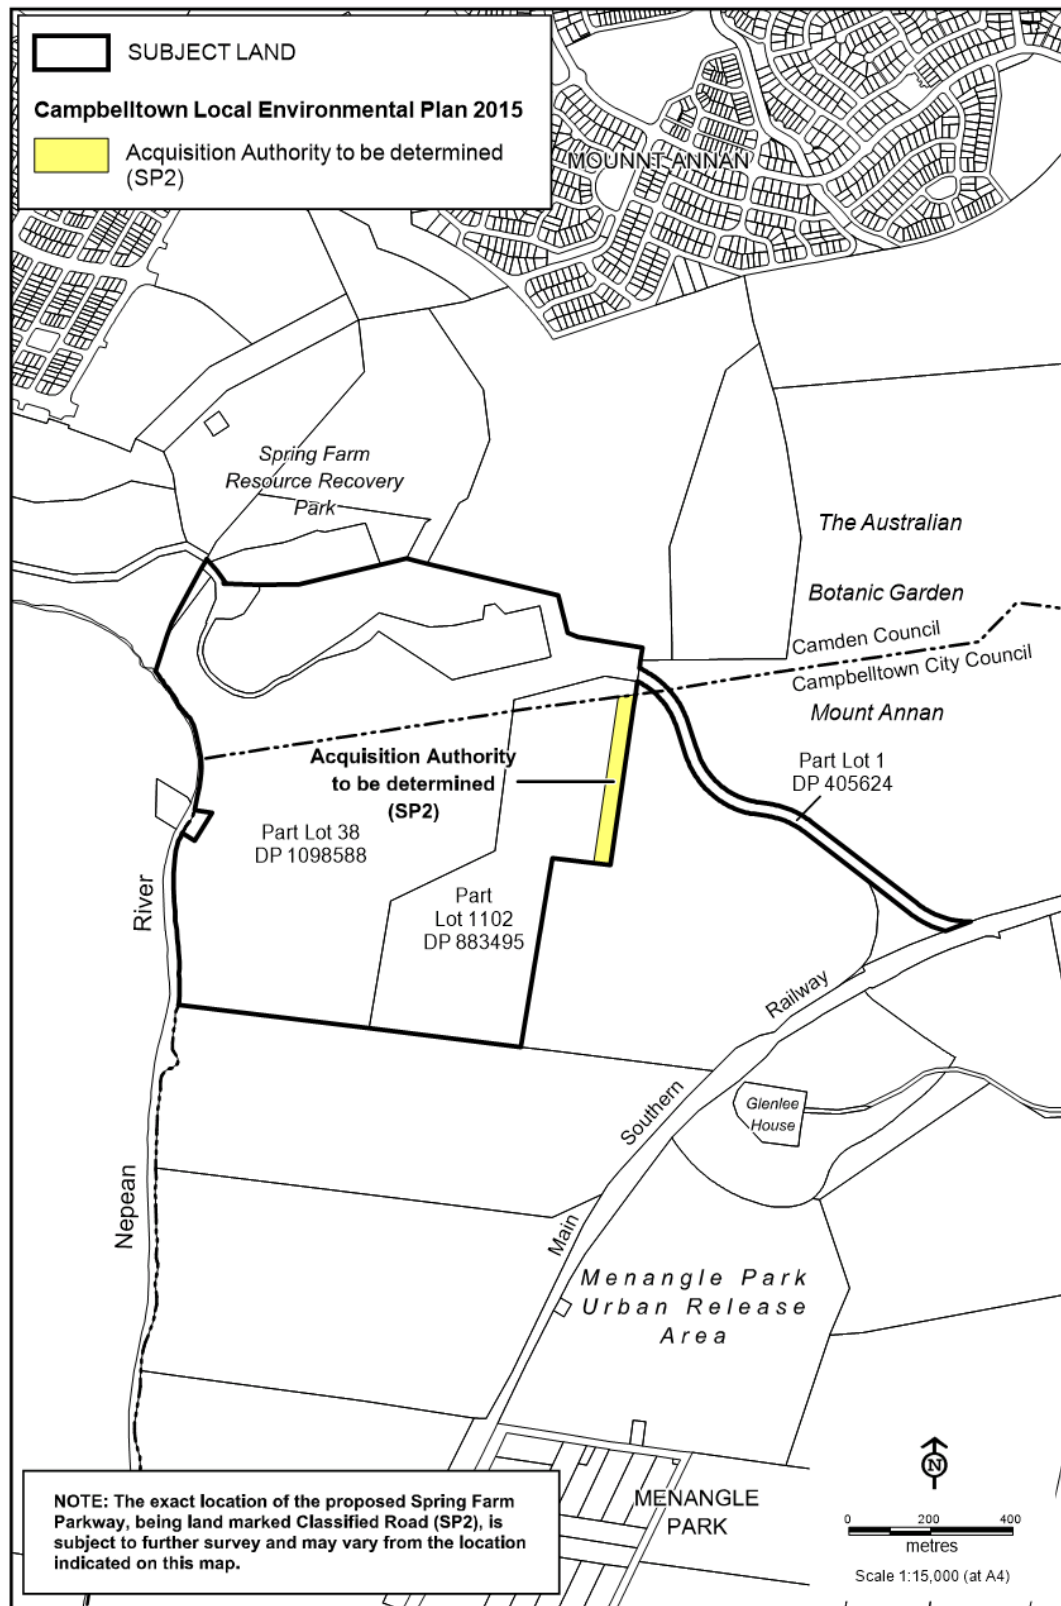 SUBJECT LAND
Campbelltown Local Environmental Plan 2015
Acquisition Authority to be determined
(SP2)
MOUNNT ANNAN
Spring Farm
Resource Recovery
Park
The Australian
Botanic Garden
Camden Council
Campbelltown City Council
Mount Annan
Acquisition Authority
to be determined
(SP2)
Part Lot 1
DP 405624
Part Lot 38
DP 1098588
Part
Lot 1102
DP 883495
River
Railway
Southern
Glenlee
House
Nepean
Main
Menangle Park
Urban Release
Area
MENANGLE
PARK
NOTE: The exact location of the proposed Spring Farm
Parkway, being land marked Classified Road (SP2), is
subject to further survey and may vary from the location
indicated on this map.
N
0 200 400
metres
Scale 1:15,000 (at A4)